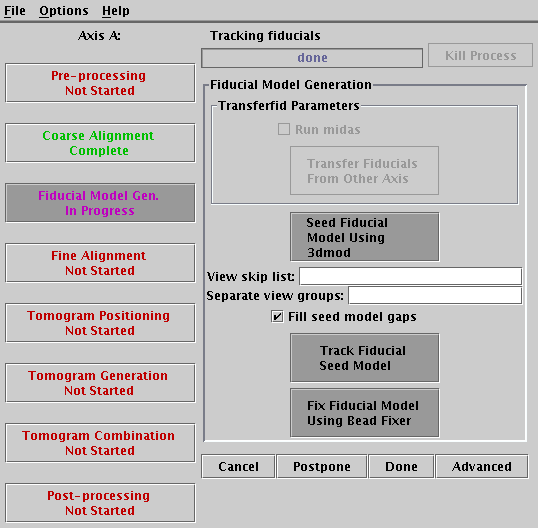 File Options Help
Axis A:
Tracking fiducials
done
Kill Process
Pre-processing
Not Started
Coarse Alignment
Complete
Fiducial Model Gen.
In Progress
Fine Alignment
Not Started
Tomogram Positioning
Not Started
Tomogram Generation
Not Started
Tomogram Combination
Not Started
Post-processing
Not Started
Fiducial Model Generation
Transferfid Parameters
Run midas
Transfer Fiducials
From Other Axis
Seed Fiducial
Model Using
3dmod
View skip list:
Separate view groups:
Fill seed model gaps
Track Fiducial
Seed Model
Fix Fiducial Model
Using Bead Fixer
Cancel Postpone Done Advanced